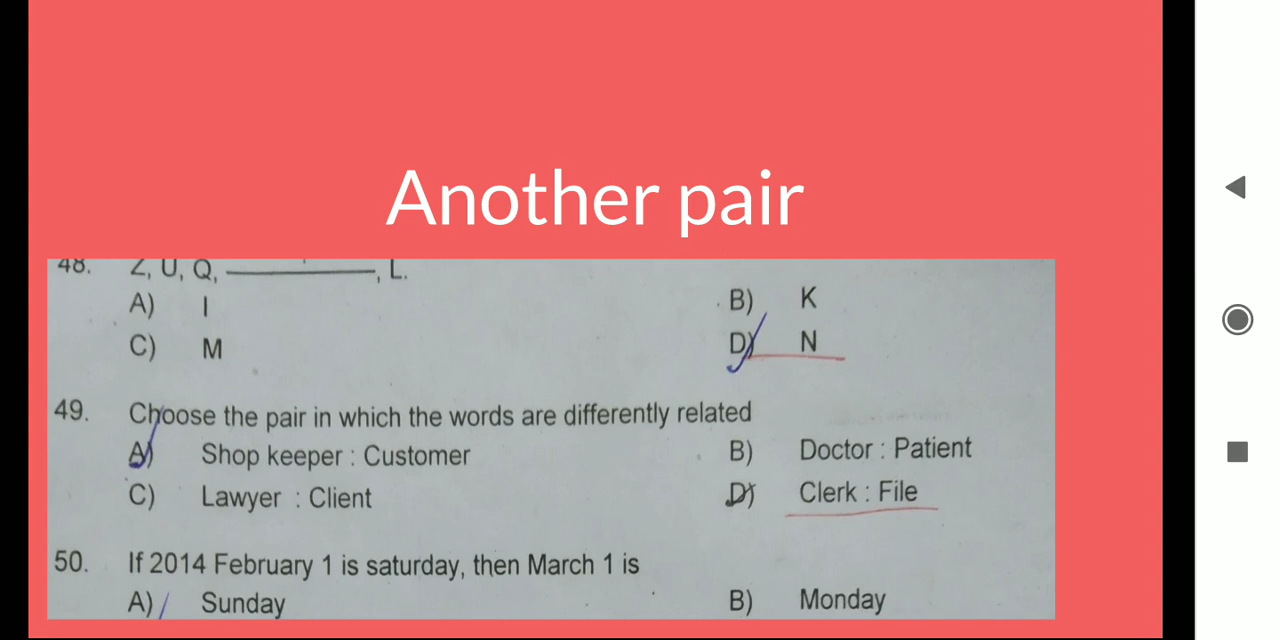 Another pair
48. Z, U, Q, ____________, L.
A) I B) K
C) M D) N
49. Choose the pair in which the words are differently related
A) Shop keeper : Customer B) Doctor : Patient
C) Lawyer : Client D) Clerk : File
50. If 2014 February 1 is saturday, then March 1 is
A) Sunday B) Monday